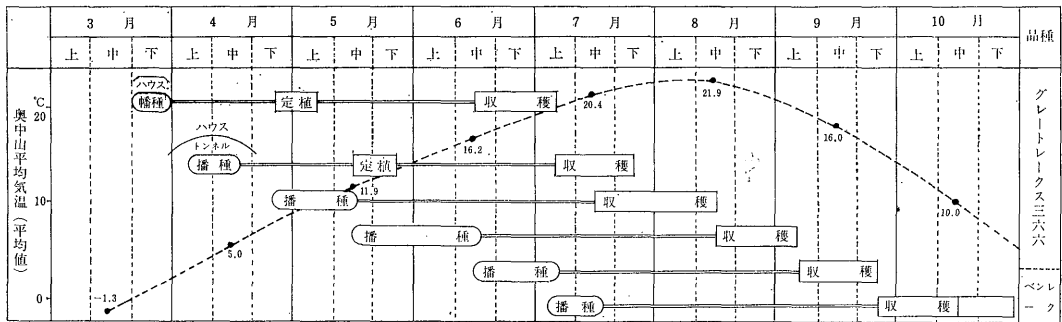 3 月 4 月 5 月 6 月 7 月 8 月 9 月 10 月 品種
上 中 下 上 中 下 上 中 下 上 中 下 上 中 下 上 中 下 上 中 下 上 中 下
奥中山平均気温(平均値)
℃
20
10
0
ハウス
播種 定植 収穫
ハウス
トンネル
播種 定植 収穫
播種 収穫
播種 収穫
播種 収穫
播種 収穫
-1.3
5.0
11.9
16.2
20.4
21.9
16.0
10.0
グレートレークス三六六
ベンレーク